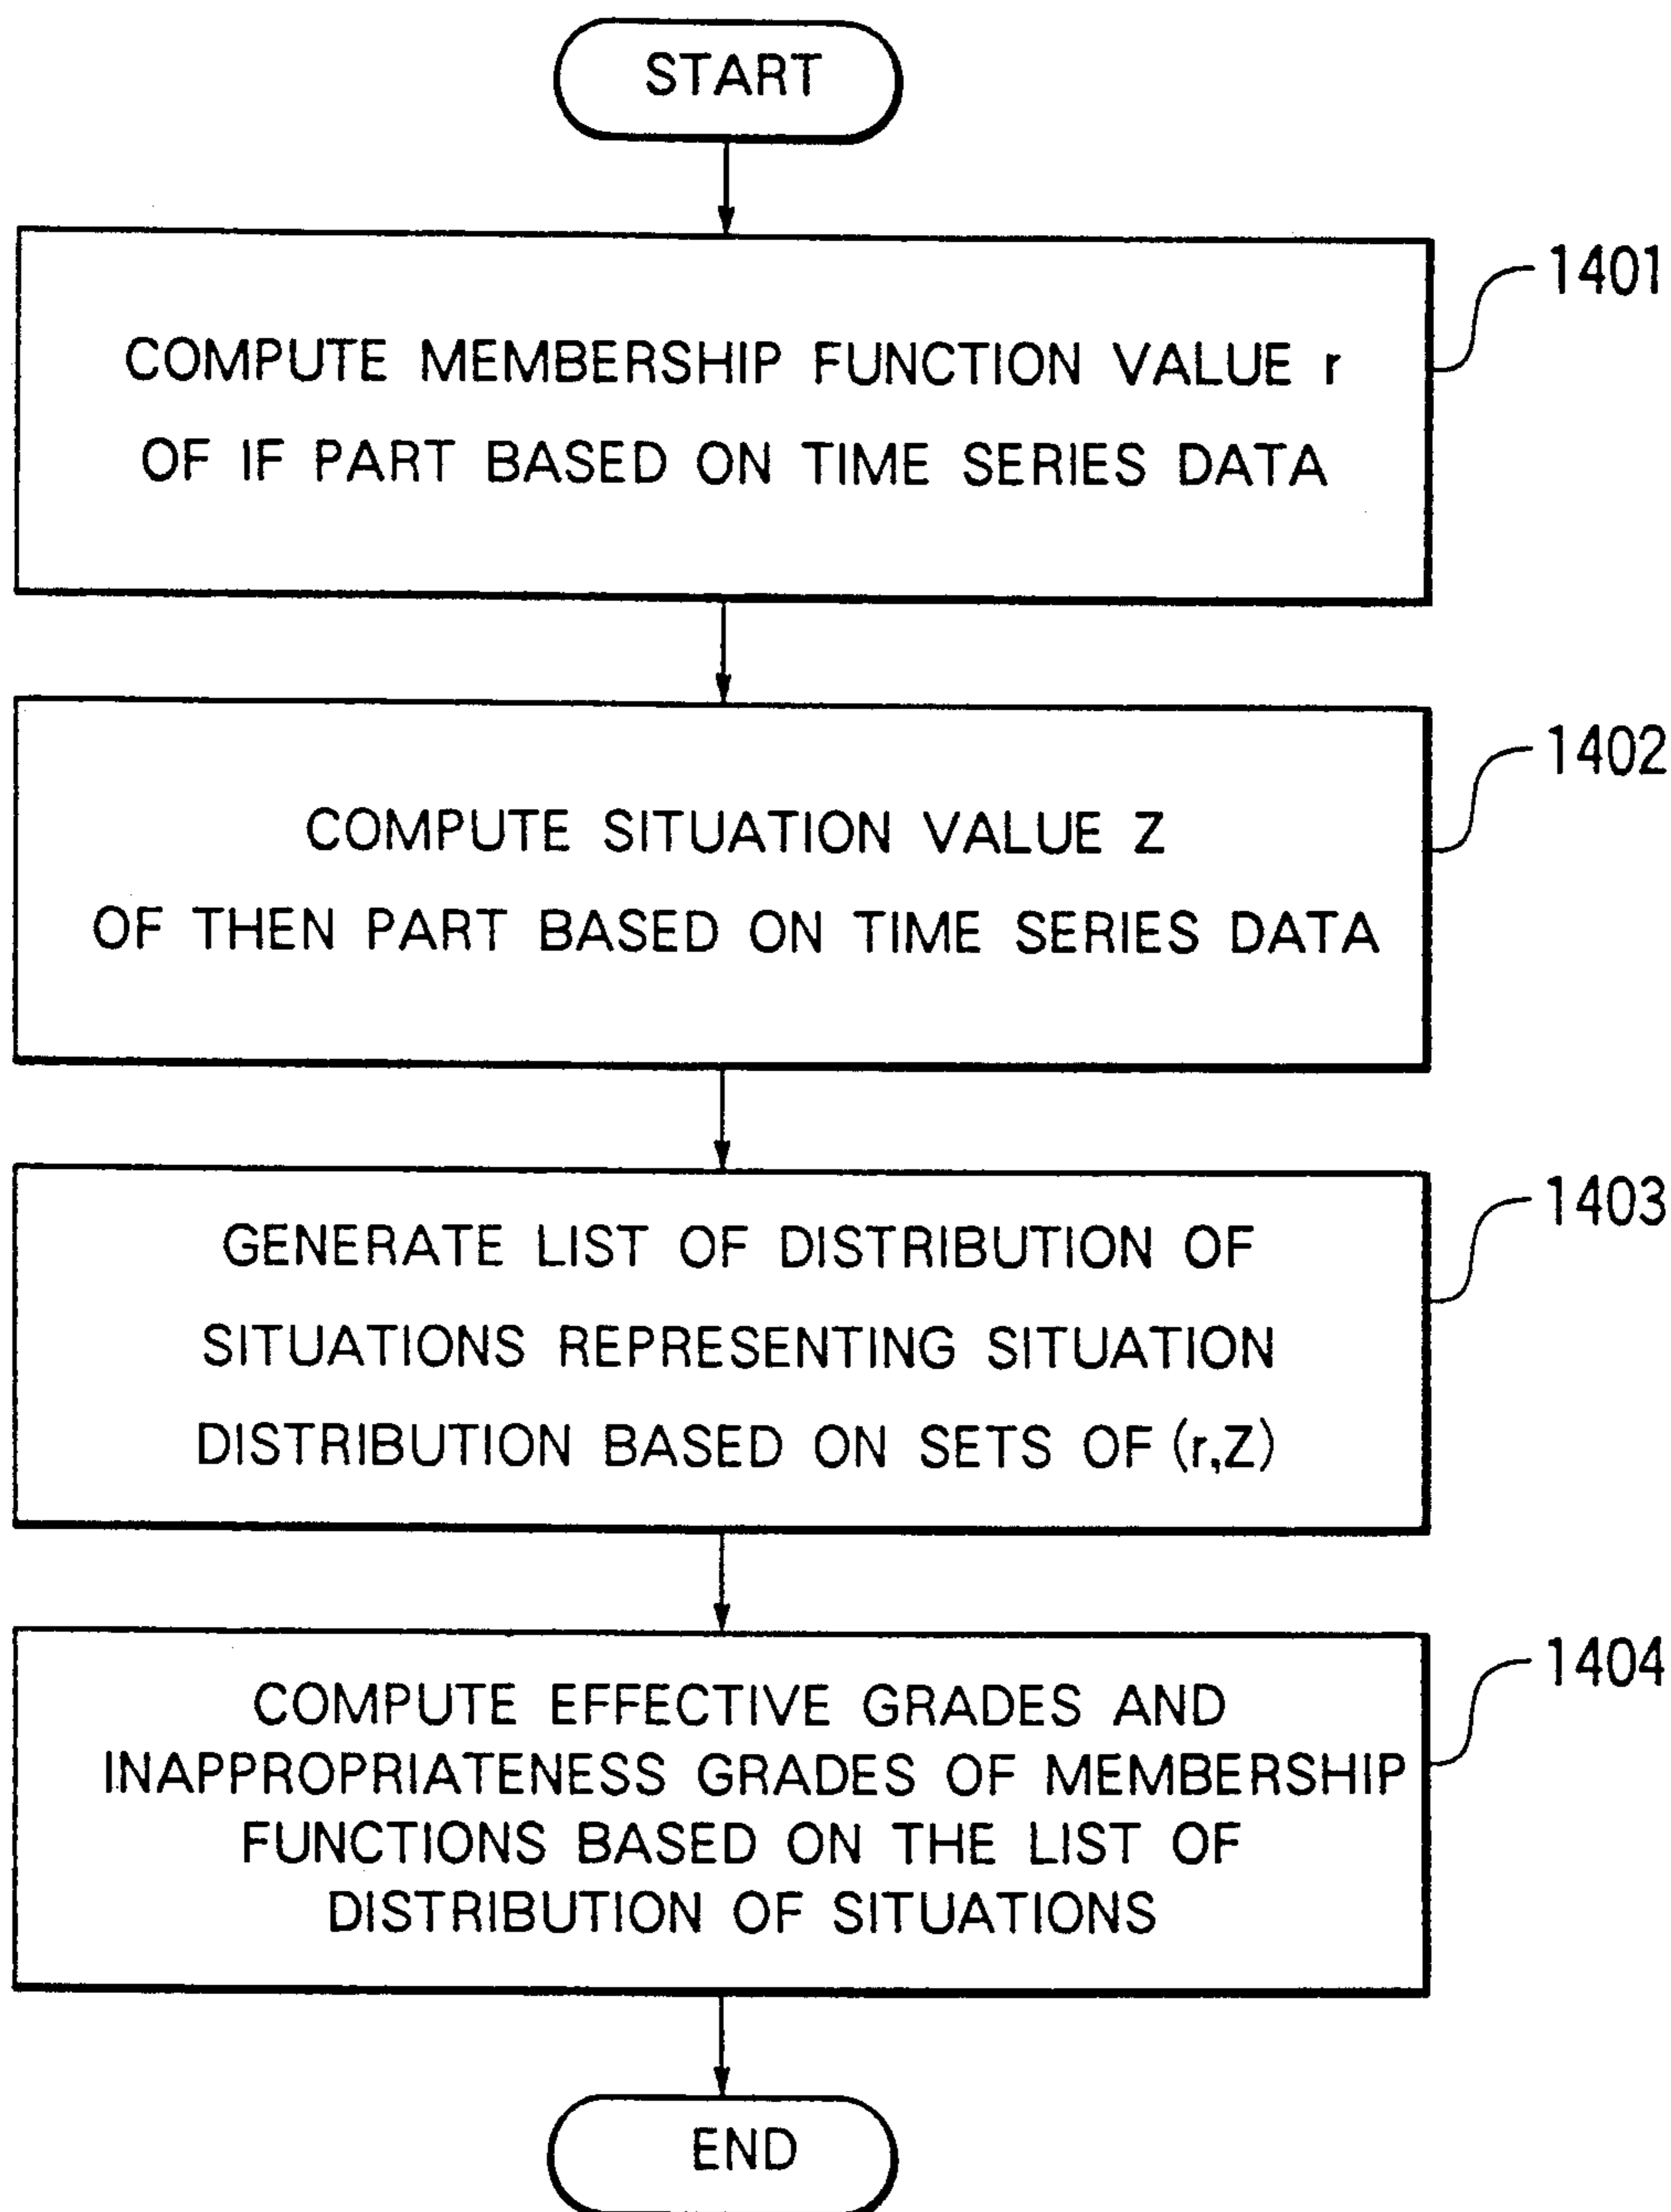 START
1401
COMPUTE MEMBERSHIP FUNCTION VALUE r
OF IF PART BASED ON TIME SERIES DATA
1402
COMPUTE SITUATION VALUE Z
OF THEN PART BASED ON TIME SERIES DATA
1403
GENERATE LIST OF DISTRIBUTION OF
SITUATIONS REPRESENTING SITUATION
DISTRIBUTION BASED ON SETS OF (r,Z)
1404
COMPUTE EFFECTIVE GRADES AND
INAPPROPRIATENESS GRADES OF MEMBERSHIP
FUNCTIONS BASED ON THE LIST OF
DISTRIBUTION OF SITUATIONS
END